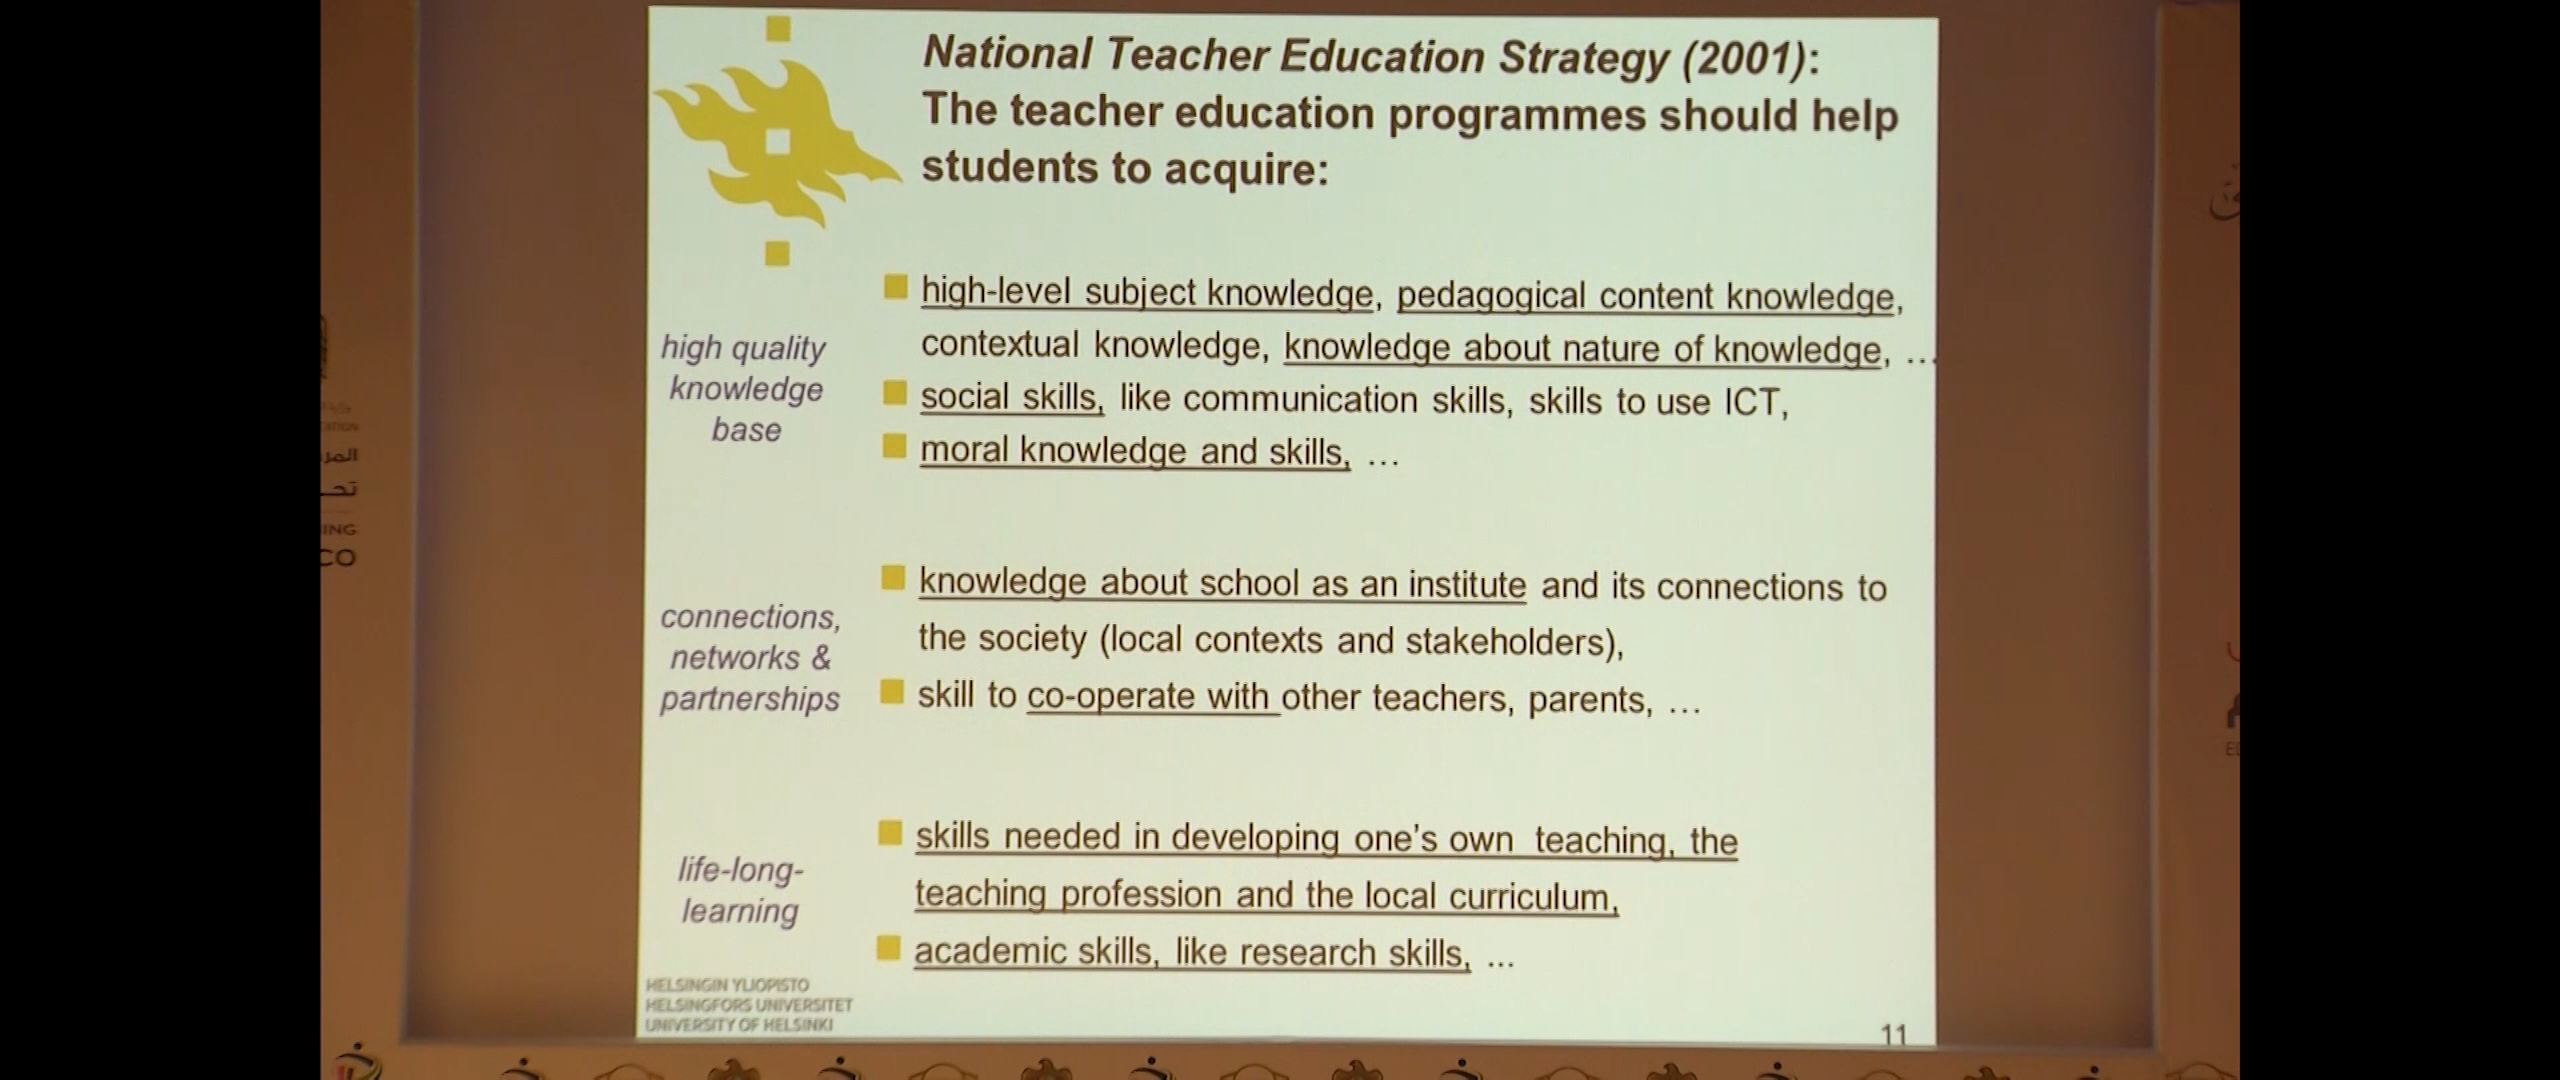 National Teacher Education Strategy (2001):
The teacher education programmes should help
students to acquire:
high quality
knowledge
base
high-level subject knowledge, pedagogical content knowledge,
contextual knowledge, knowledge about nature of knowledge, ...
social skills, like communication skills, skills to use ICT,
moral knowledge and skills, ...
connections,
networks &
partnerships
knowledge about school as an institute and its connections to
the society (local contexts and stakeholders),
skill to co-operate with other teachers, parents, ...
life-long-
learning
skills needed in developing one's own teaching, the
teaching profession and the local curriculum,
academic skills, like research skills, ...
HELSINGIN YLIOPISTO
HELSINGFORS UNIVERSITET
UNIVERSITY OF HELSINKI
11
ING
CO